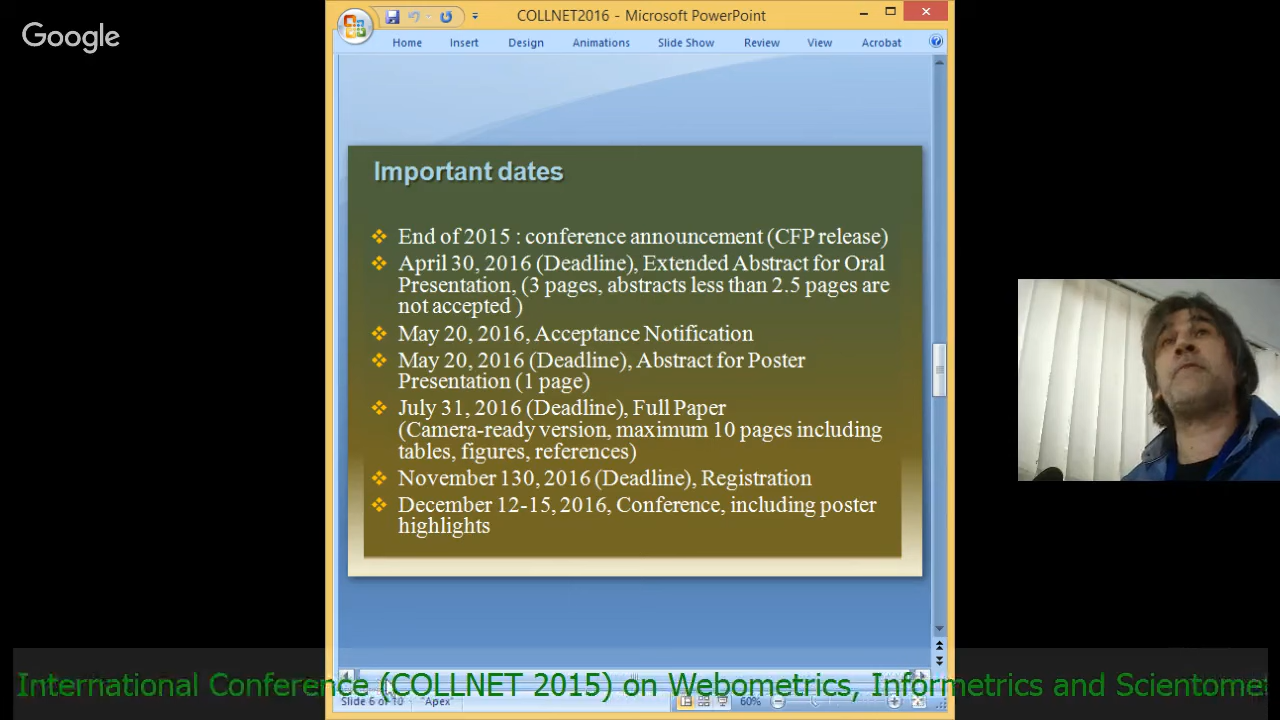 Google
COLLNET2016 - Microsoft PowerPoint
Home Insert Design Animations Slide Show Review View Acrobat
Important dates
End of 2015 : conference announcement (CFP release)
April 30, 2016 (Deadline), Extended Abstract for Oral
Presentation, (3 pages, abstracts less than 2.5 pages are
not accepted )
May 20, 2016, Acceptance Notification
May 20, 2016 (Deadline), Abstract for Poster
Presentation (1 page)
July 31, 2016 (Deadline), Full Paper
(Camera-ready version, maximum 10 pages including
tables, figures, references)
November 130, 2016 (Deadline), Registration
December 12-15, 2016, Conference, including poster
highlights
International Conference (COLLNET 2015) on Webometrics, Informetrics and Scientomet
Slide 6 of 10 "Apex" 60%